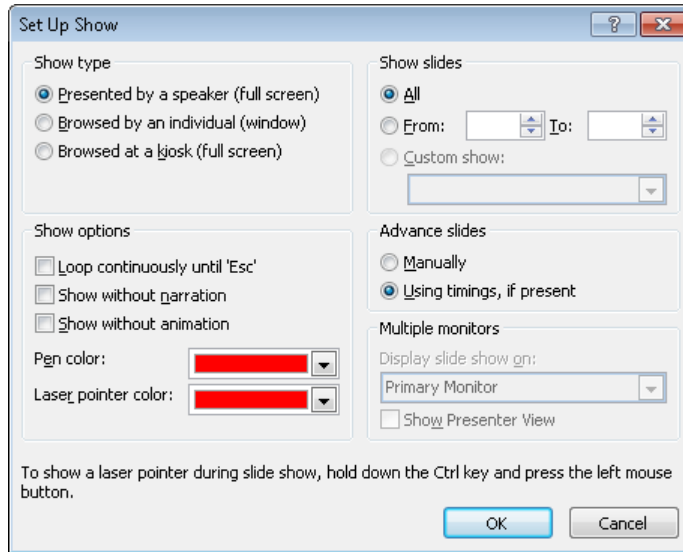 Set Up Show
Show type
Presented by a speaker (full screen)
Browsed by an individual (window)
Browsed at a kiosk (full screen)
Show slides
All
From: To:
Custom show:
Show options
Loop continuously until 'Esc'
Show without narration
Show without animation
Pen color:
Laser pointer color:
Advance slides
Manually
Using timings, if present
Multiple monitors
Display slide show on:
Primary Monitor
Show Presenter View
To show a laser pointer during slide show, hold down the Ctrl key and press the left mouse
button.
OK Cancel